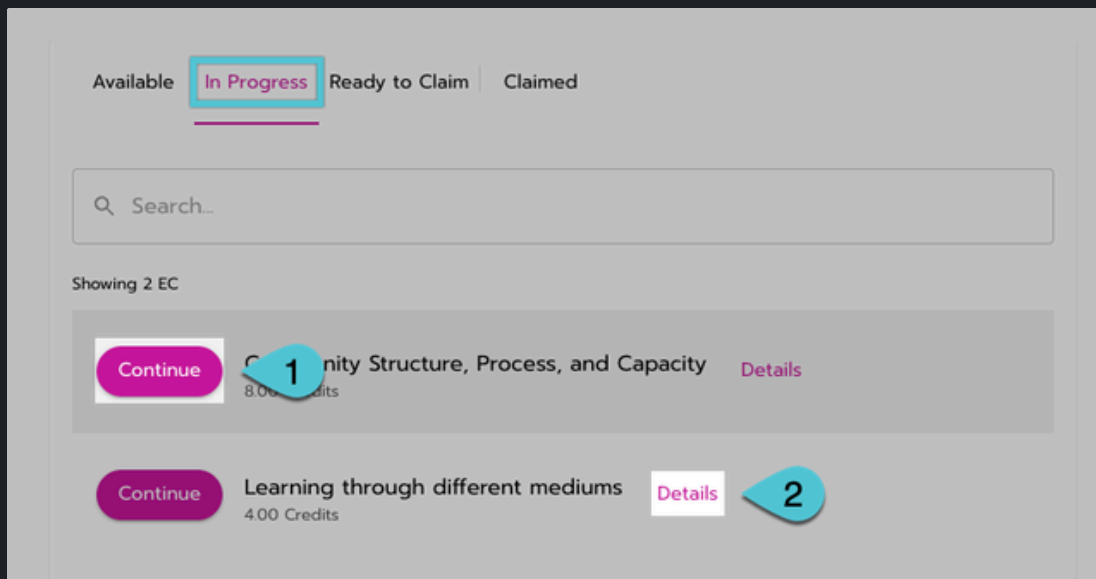 Available In Progress Ready to Claim Claimed
Search...
Showing 2 EC
Continue 1 nity Structure, Process, and Capacity Details
8.00 dits
Continue Learning through different mediums Details 2
4.00 Credits